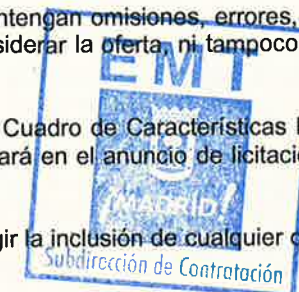 ntengan omisiones, errores,
siderar la oferta, ni tampoco
EMT
Cuadro de Características
ará en el anuncio de licitació
¡MADRID!
gir la inclusión de cualquier
Subdirección de Contratación